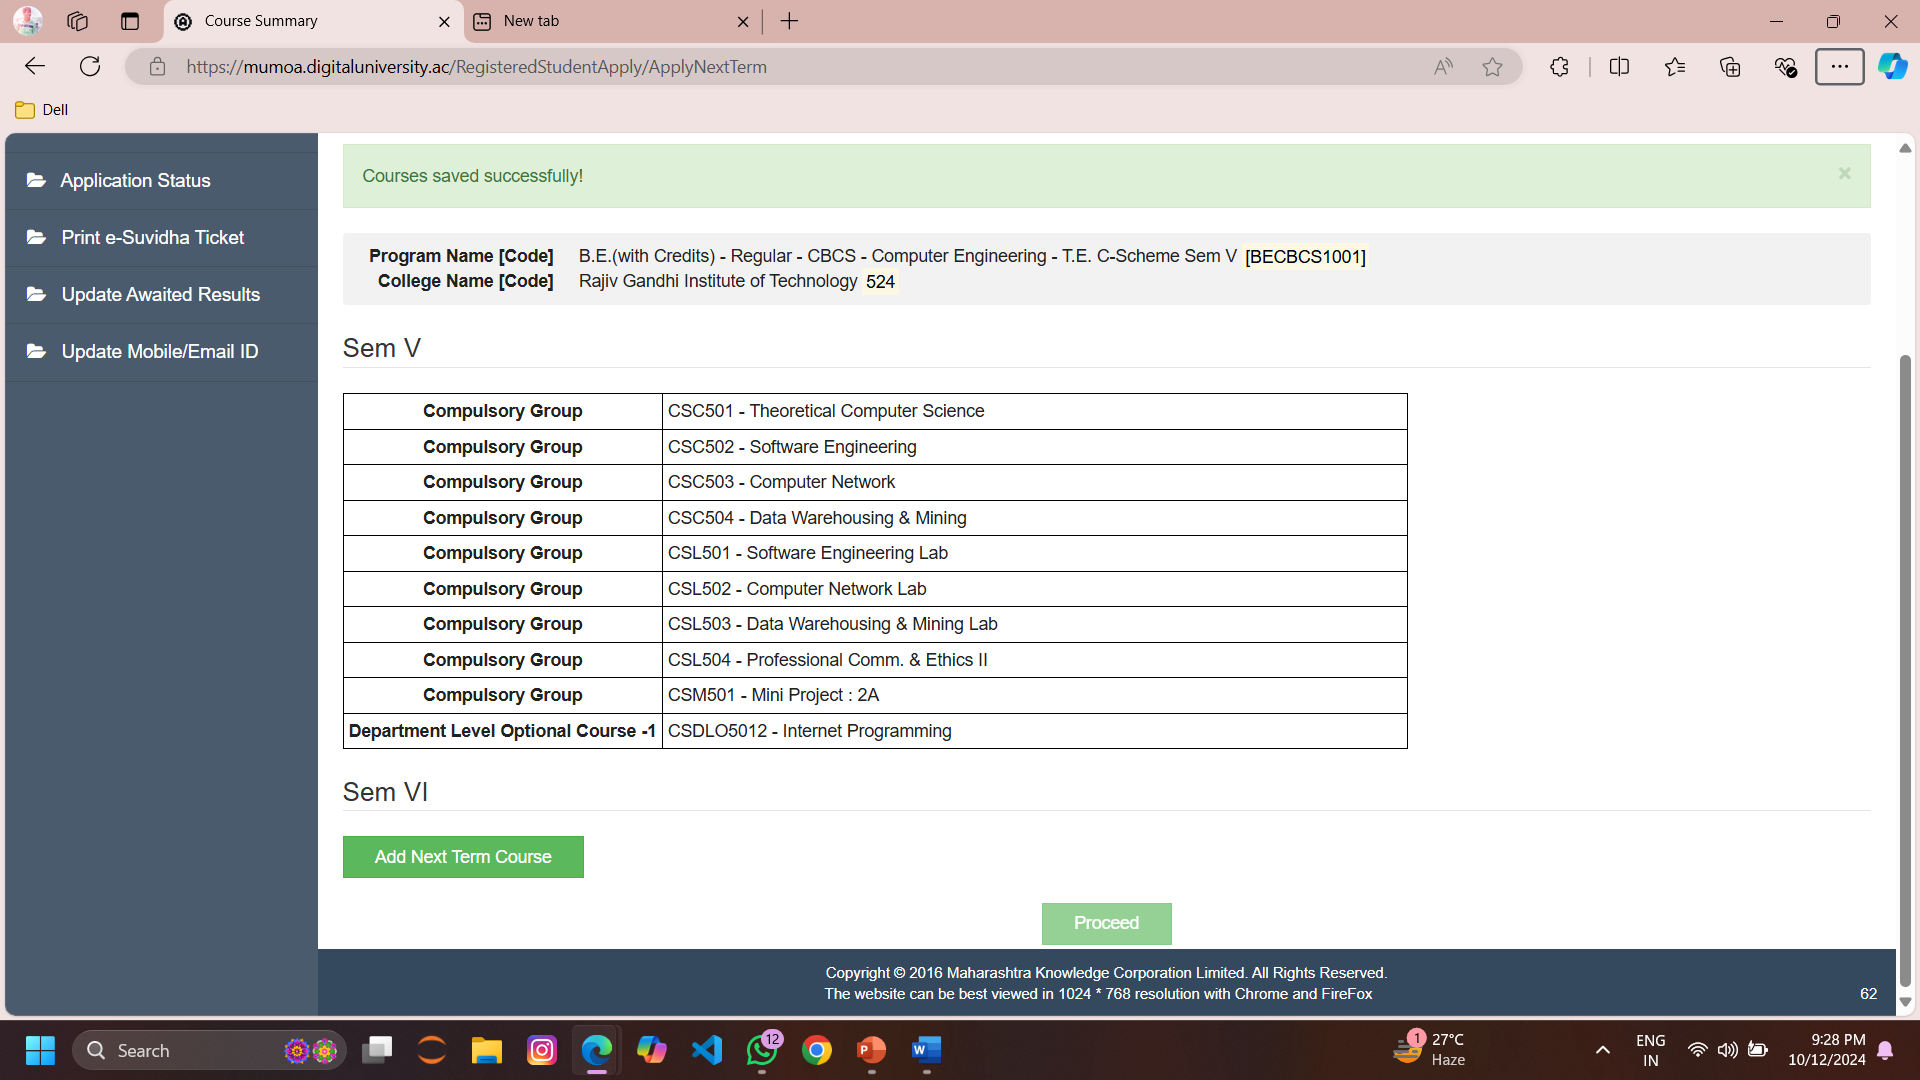 Course Summary
New tab
https://mumoa.digitaluniversity.ac/RegisteredStudentApply/ApplyNextTerm
Dell
Application Status
Print e-Suvidha Ticket
Update Awaited Results
Update Mobile/Email ID
Courses saved successfully!
Program Name [Code] B.E.(with Credits) - Regular - CBCS - Computer Engineering - T.E. C-Scheme Sem V [BECBCS1001]
College Name [Code] Rajiv Gandhi Institute of Technology 524
Sem V
Compulsory Group CSC501 - Theoretical Computer Science
Compulsory Group CSC502 - Software Engineering
Compulsory Group CSC503 - Computer Network
Compulsory Group CSC504 - Data Warehousing & Mining
Compulsory Group CSL501 - Software Engineering Lab
Compulsory Group CSL502 - Computer Network Lab
Compulsory Group CSL503 - Data Warehousing & Mining Lab
Compulsory Group CSL504 - Professional Comm. & Ethics II
Compulsory Group CSM501 - Mini Project : 2A
Department Level Optional Course -1 CSDLO5012 - Internet Programming
Sem VI
Add Next Term Course
Proceed
Copyright © 2016 Maharashtra Knowledge Corporation Limited. All Rights Reserved.
The website can be best viewed in 1024 * 768 resolution with Chrome and FireFox
62
Search
12
1
27°C
Haze
ENG
IN
9:28 PM
10/12/2024